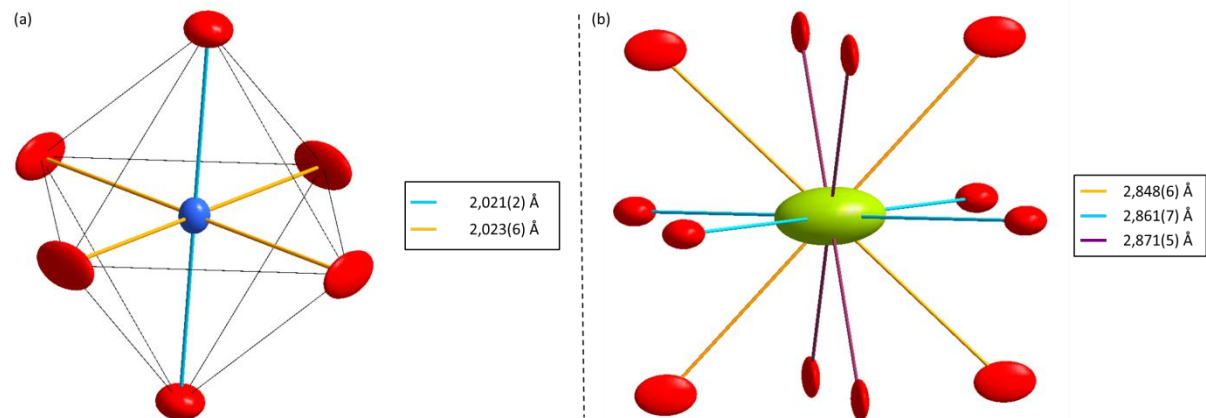 (a)
2,021(2) Å
2,023(6) Å
(b)
2,848(6) Å
2,861(7) Å
2,871(5) Å